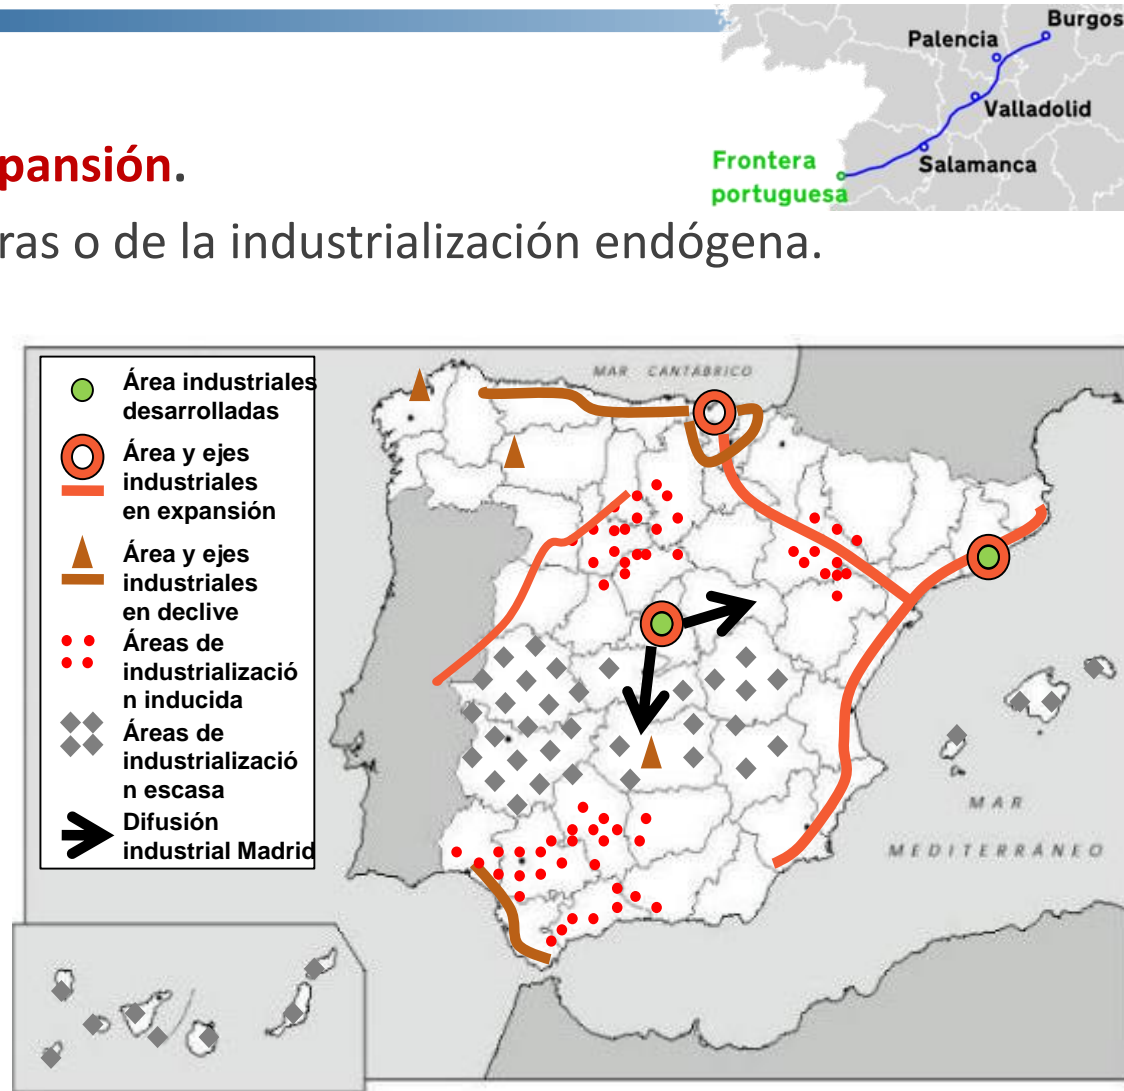 Burgos
Palencia
Valladolid
Salamanca
Frontera
portuguesa
pansión.
ras o de la industrialización endógena.
MAR CANTÁBRICO
Área industriales
desarrolladas
Área y ejes
industriales
en expansión
Área y ejes
industriales
en declive
Áreas de
industrializació
n inducida
Áreas de
industrializació
n escasa
Difusión
industrial Madrid
MAR
MEDITERRÁNEO